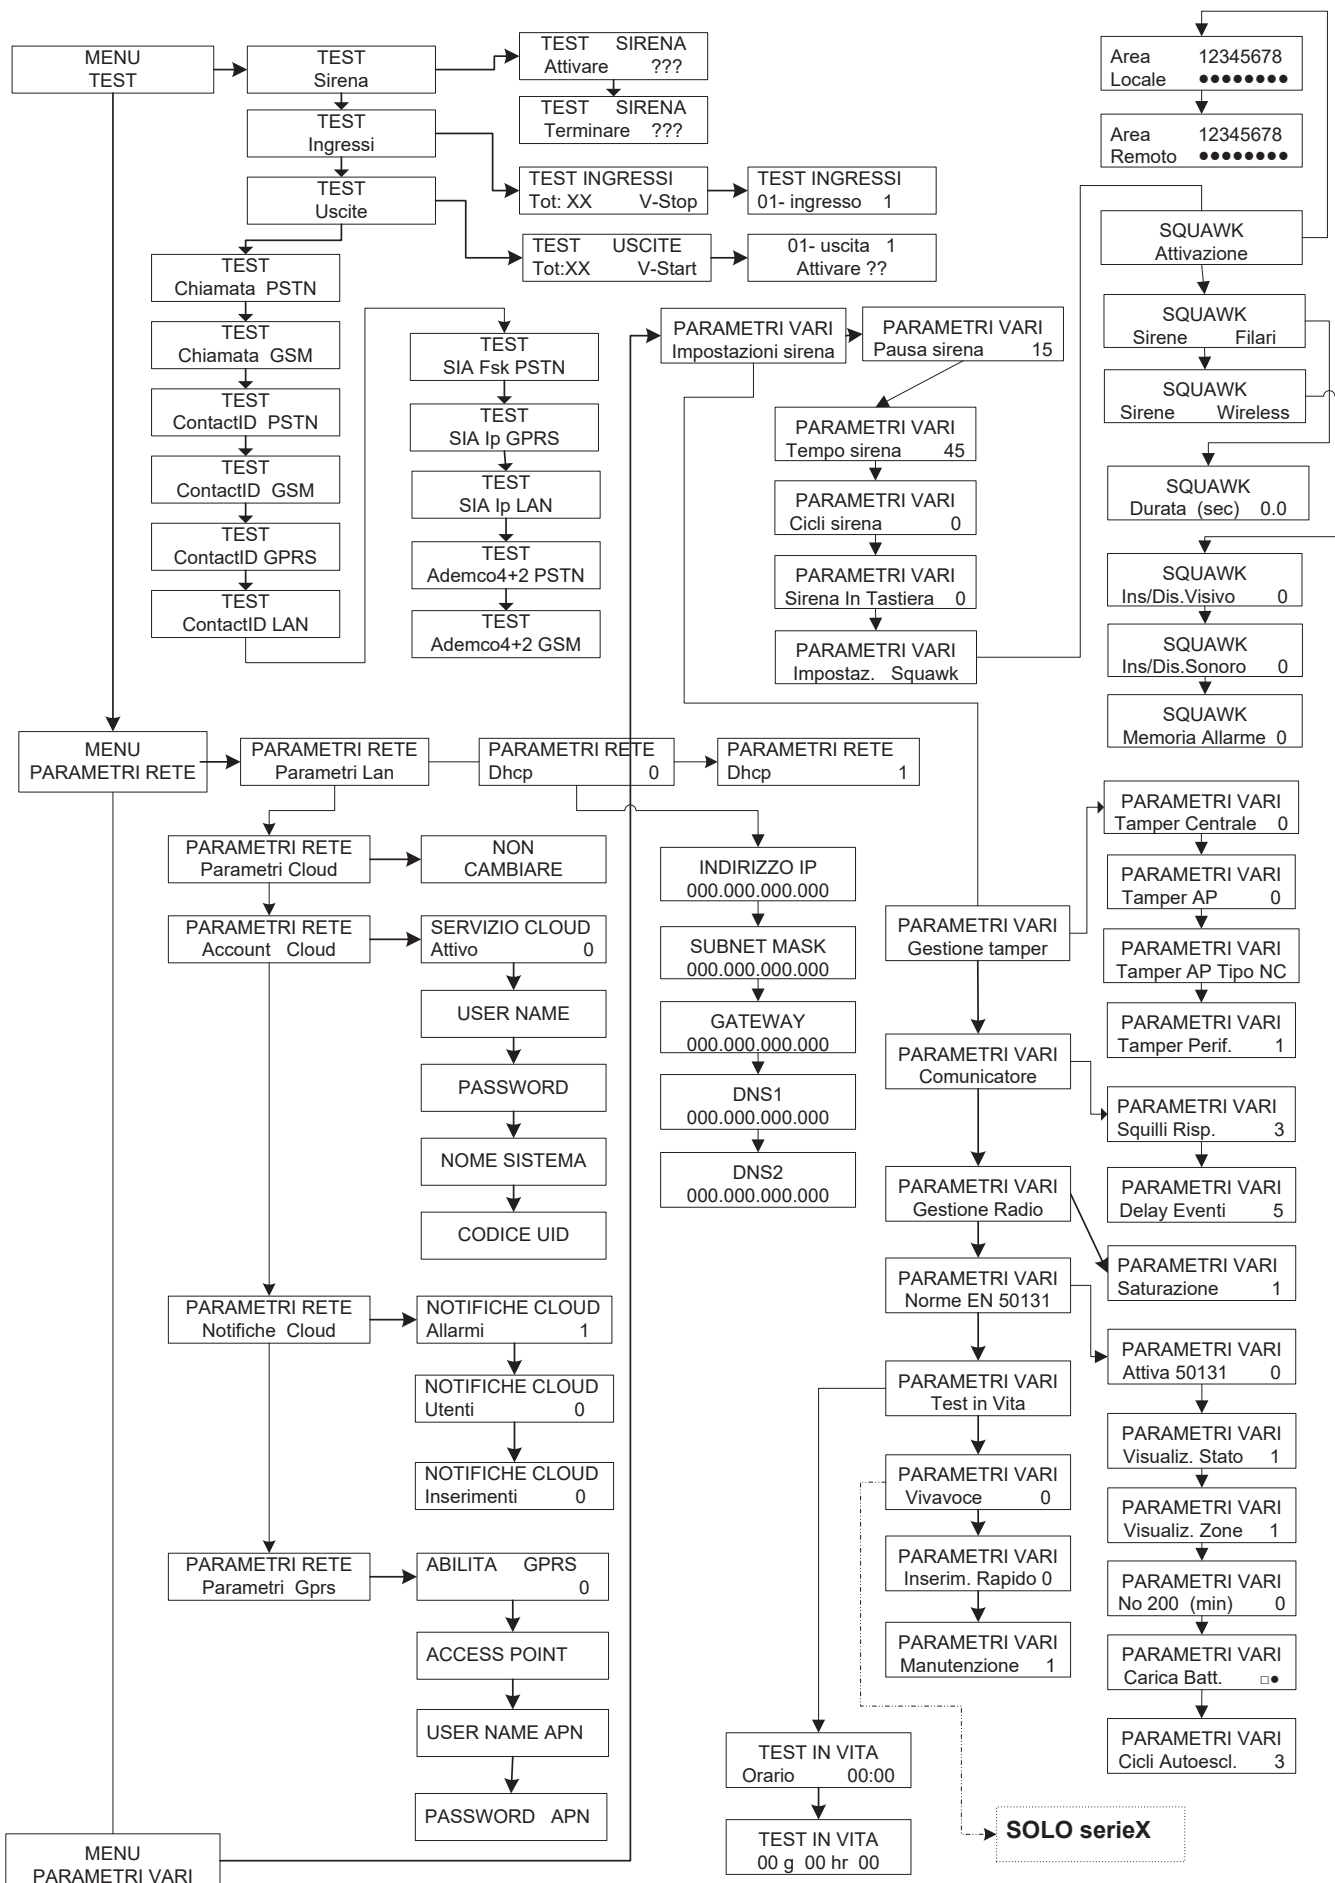 MENU
TEST
TEST
Sirena
TEST SIRENA
Attivare ???
TEST SIRENA
Terminare ???
TEST
Ingressi
TEST INGRESSI
Tot: XX V-Stop
TEST INGRESSI
01- ingresso 1
TEST
Uscite
TEST USCITE
Tot:XX V-Start
01- uscita 1
Attivare ??
TEST
Chiamata PSTN
TEST
Chiamata GSM
TEST
ContactID PSTN
TEST
ContactID GSM
TEST
ContactID GPRS
TEST
ContactID LAN
TEST
SIA Fsk PSTN
TEST
SIA Ip GPRS
TEST
SIA Ip LAN
TEST
Ademco4+2 PSTN
TEST
Ademco4+2 GSM
PARAMETRI VARI
Impostazioni sirena
PARAMETRI VARI
Pausa sirena 15
PARAMETRI VARI
Tempo sirena 45
PARAMETRI VARI
Cicli sirena 0
PARAMETRI VARI
Sirena In Tastiera 0
PARAMETRI VARI
Impostaz. Squawk
Area 12345678
Locale ●●●●●●●●
Area 12345678
Remoto ●●●●●●●●
SQUAWK
Attivazione
SQUAWK
Sirene Filari
SQUAWK
Sirene Wireless
SQUAWK
Durata (sec) 0.0
SQUAWK
Ins/Dis.Visivo 0
SQUAWK
Ins/Dis.Sonoro 0
SQUAWK
Memoria Allarme 0
MENU
PARAMETRI RETE
PARAMETRI RETE
Parametri Lan
PARAMETRI RETE
Dhcp 0
PARAMETRI RETE
Dhcp 1
PARAMETRI RETE
Parametri Cloud
NON
CAMBIARE
PARAMETRI RETE
Account Cloud
SERVIZIO CLOUD
Attivo 0
USER NAME
PASSWORD
NOME SISTEMA
CODICE UID
INDIRIZZO IP
000.000.000.000
SUBNET MASK
000.000.000.000
GATEWAY
000.000.000.000
DNS1
000.000.000.000
DNS2
000.000.000.000
PARAMETRI RETE
Notifiche Cloud
NOTIFICHE CLOUD
Allarmi 1
NOTIFICHE CLOUD
Utenti 0
NOTIFICHE CLOUD
Inserimenti 0
PARAMETRI RETE
Parametri Gprs
ABILITA GPRS
0
ACCESS POINT
USER NAME APN
PASSWORD APN
PARAMETRI VARI
Gestione tamper
PARAMETRI VARI
Tamper Centrale 0
PARAMETRI VARI
Tamper AP 0
PARAMETRI VARI
Tamper AP Tipo NC
PARAMETRI VARI
Tamper Perif. 1
PARAMETRI VARI
Comunicatore
PARAMETRI VARI
Squilli Risp. 3
PARAMETRI VARI
Delay Eventi 5
PARAMETRI VARI
Gestione Radio
PARAMETRI VARI
Saturazione 1
PARAMETRI VARI
Norme EN 50131
PARAMETRI VARI
Attiva 50131 0
PARAMETRI VARI
Visualiz. Stato 1
PARAMETRI VARI
Visualiz. Zone 1
PARAMETRI VARI
No 200 (min) 0
PARAMETRI VARI
Carica Batt. □●
PARAMETRI VARI
Cicli Autoescl. 3
PARAMETRI VARI
Test in Vita
PARAMETRI VARI
Vivavoce 0
PARAMETRI VARI
Inserim. Rapido 0
PARAMETRI VARI
Manutenzione 1
TEST IN VITA
Orario 00:00
TEST IN VITA
00 g 00 hr 00
SOLO serieX
MENU
PARAMETRI VARI